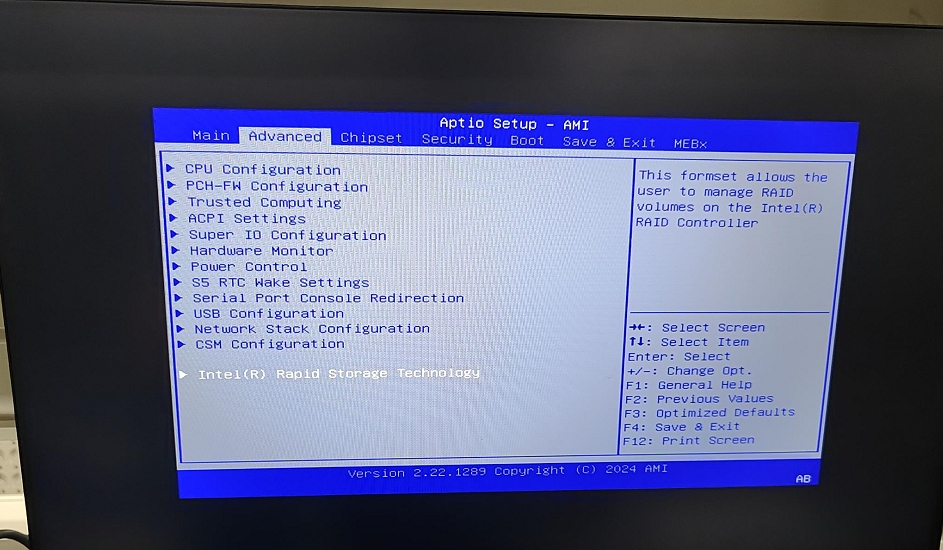 Aptio Setup - AMI
Main Advanced Chipset Security Boot Save & Exit MEBx
CPU Configuration
PCH-FW Configuration
Trusted Computing
ACPI Settings
Super IO Configuration
Hardware Monitor
Power Control
S5 RTC Wake Settings
Serial Port Console Redirection
USB Configuration
Network Stack Configuration
CSM Configuration
Intel(R) Rapid Storage Technology
This formset allows the
user to manage RAID
volumes on the Intel(R)
RAID Controller
→←: Select Screen
↑↓: Select Item
Enter: Select
+/-: Change Opt.
F1: General Help
F2: Previous Values
F3: Optimized Defaults
F4: Save & Exit
F12: Print Screen
Version 2.22.1289 Copyright (C) 2024 AMI
AB